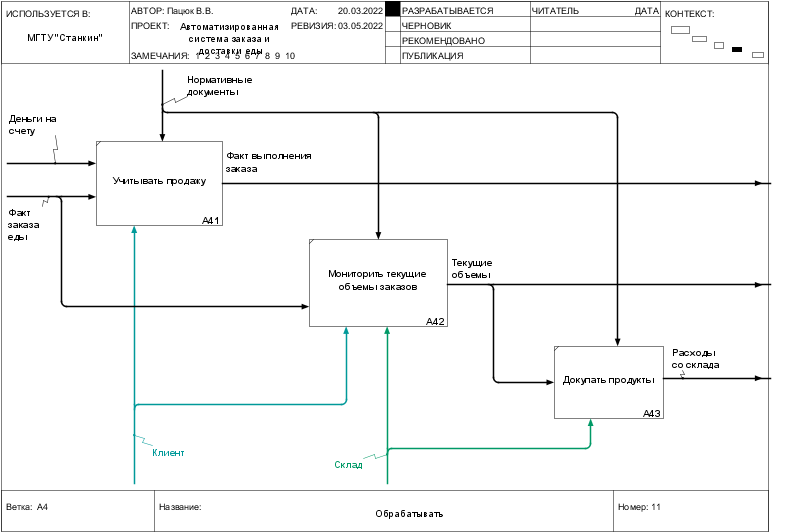 ИСПОЛЬЗУЕТСЯ В:
МГТУ"Станкин"
АВТОР: Пацюк В.В.
ДАТА: 20.03.2022
ПРОЕКТ: Автоматизированная
система заказа и
доставки еды
РЕВИЗИЯ: 03.05.2022
ЗАМЕЧАНИЯ: 1 2 3 4 5 6 7 8 9 10
РАЗРАБАТЫВАЕТСЯ
ЧЕРНОВИК
РЕКОМЕНДОВАНО
ПУБЛИКАЦИЯ
ЧИТАТЕЛЬ
ДАТА
КОНТЕКСТ:
Нормативные
документы
Деньги на
счету
Учитывать продажу
A41
Факт выполнения
заказа
Факт
заказа
еды
Мониторить текущие
объемы заказов
A42
Текущие
объемы
Докупать продукты
A43
Расходы
со склада
Клиент
Склад
Ветка: A4
Название:
Обрабатывать
Номер: 11